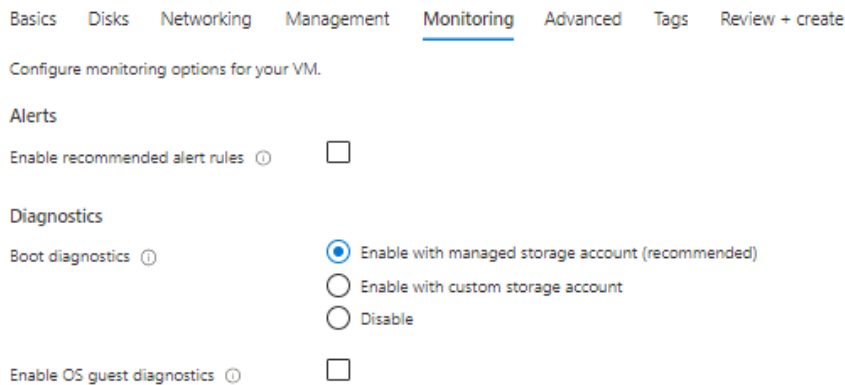 Basics Disks Networking Management Monitoring Advanced Tags Review + create
Configure monitoring options for your VM.
Alerts
Enable recommended alert rules
Diagnostics
Boot diagnostics
Enable with managed storage account (recommended)
Enable with custom storage account
Disable
Enable OS guest diagnostics